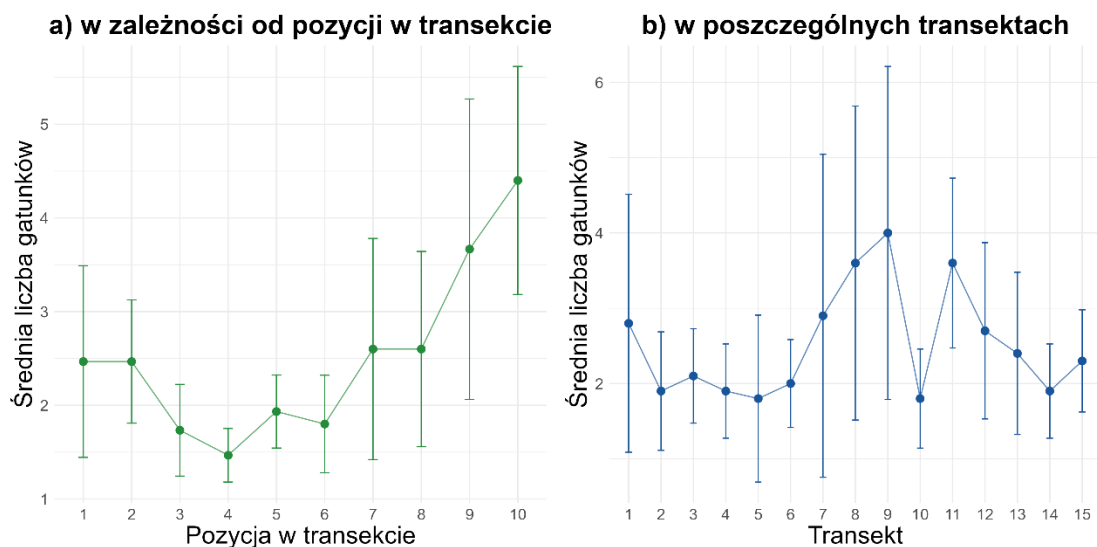 a) w zależności od pozycji w transekcie
Średnia liczba gatunków
5
4
3
2
1
1 2 3 4 5 6 7 8 9 10
Pozycja w transekcie
b) w poszczególnych transektach
Średnia liczba gatunków
6
4
2
1 2 3 4 5 6 7 8 9 10 11 12 13 14 15
Transekt